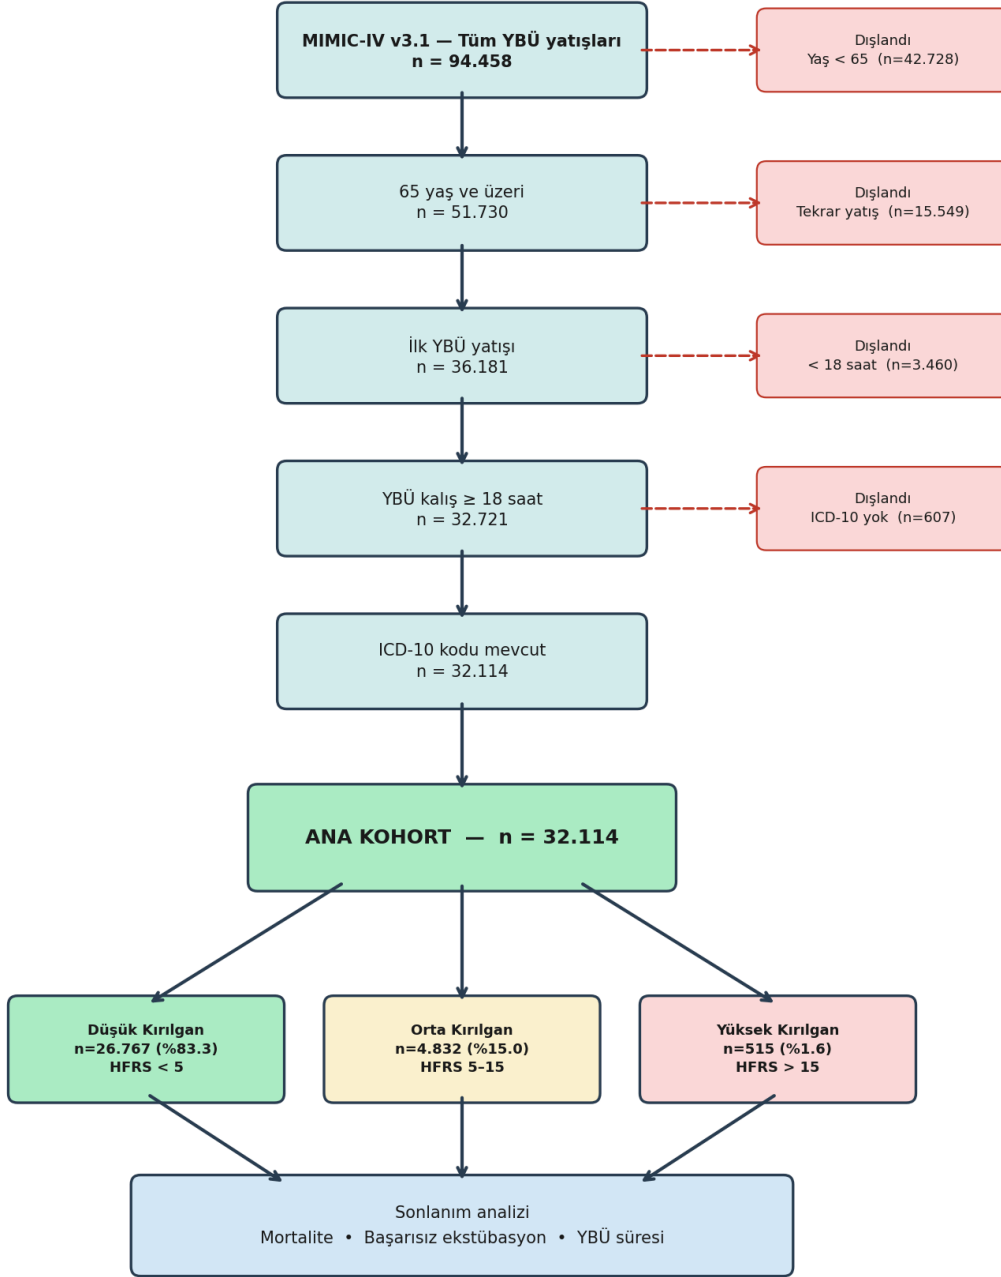 MIMIC-IV v3.1 — Tüm YBÜ yatışları
n = 94.458
Dışlandı
Yaş < 65  (n=42.728)
65 yaş ve üzeri
n = 51.730
Dışlandı
Tekrar yatış  (n=15.549)
İlk YBÜ yatışı
n = 36.181
Dışlandı
< 18 saat  (n=3.460)
YBÜ kalış ≥ 18 saat
n = 32.721
Dışlandı
ICD-10 yok  (n=607)
ICD-10 kodu mevcut
n = 32.114
ANA KOHORT  —  n = 32.114
Düşük Kırılgan
n=26.767 (%83.3)
HFRS < 5
Orta Kırılgan
n=4.832 (%15.0)
HFRS 5–15
Yüksek Kırılgan
n=515 (%1.6)
HFRS > 15
Sonlanım analizi
Mortalite  •  Başarısız ekstübasyon  •  YBÜ süresi